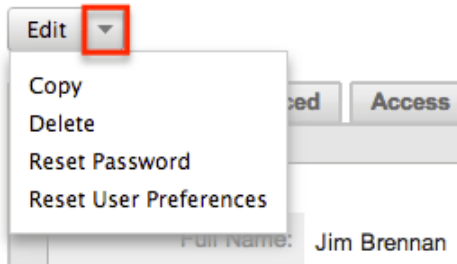 Edit
Copy
Delete
ced Access
Reset Password
Reset User Preferences
Full Name: Jim Brennan